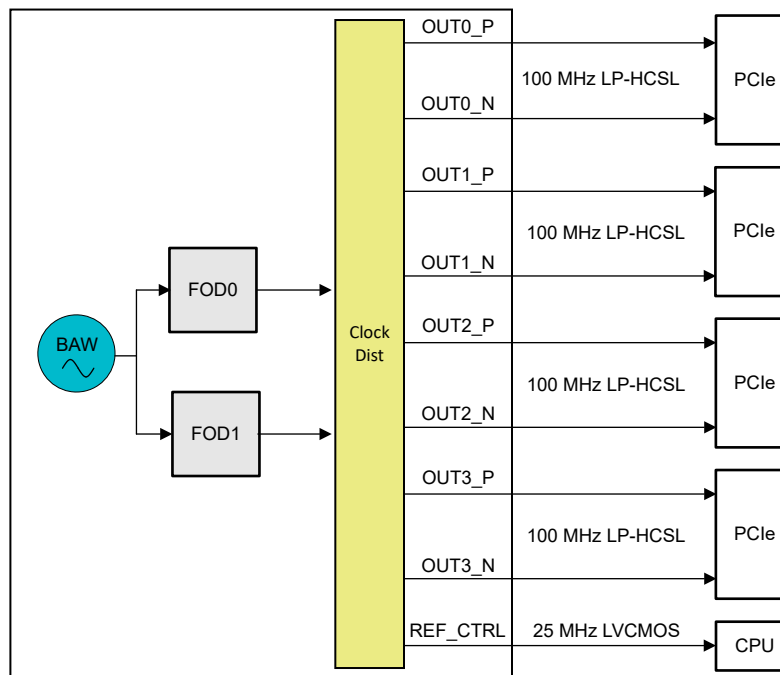 OUT0_P
100 MHz LP-HCSL
PCIe
OUT0_N
OUT1_P
100 MHz LP-HCSL
PCIe
OUT1_N
FOD0
BAW
Clock
Dist
OUT2_P
100 MHz LP-HCSL
PCIe
OUT2_N
FOD1
OUT3_P
100 MHz LP-HCSL
PCIe
OUT3_N
REF_CTRL
25 MHz LVCMOS
CPU